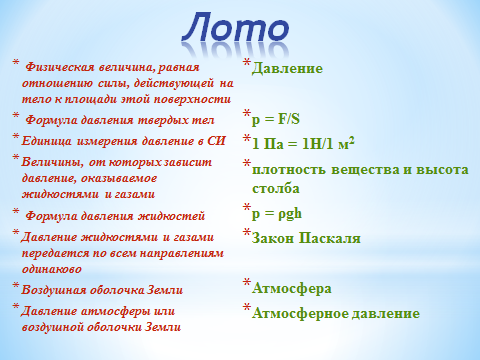 Лото
* Физическая величина, равная
отношению силы, действующей на
тело к площади этой поверхности
* Формула давления твердых тел
* Единица измерения давление в СИ
* Величины, от которых зависит
давление, оказываемое
жидкостями и газами
* Формула давления жидкостей
* Давление жидкостями и газами
передается по всем направлениям
одинаково
* Воздушная оболочка Земли
* Давление атмосферы или
воздушной оболочки Земли
* Давление
* p = F/S
* 1 Па = 1Н/1 м²
* плотность вещества и высота
столба
* p = ρgh
* Закон Паскаля
* Атмосфера
* Атмосферное давление